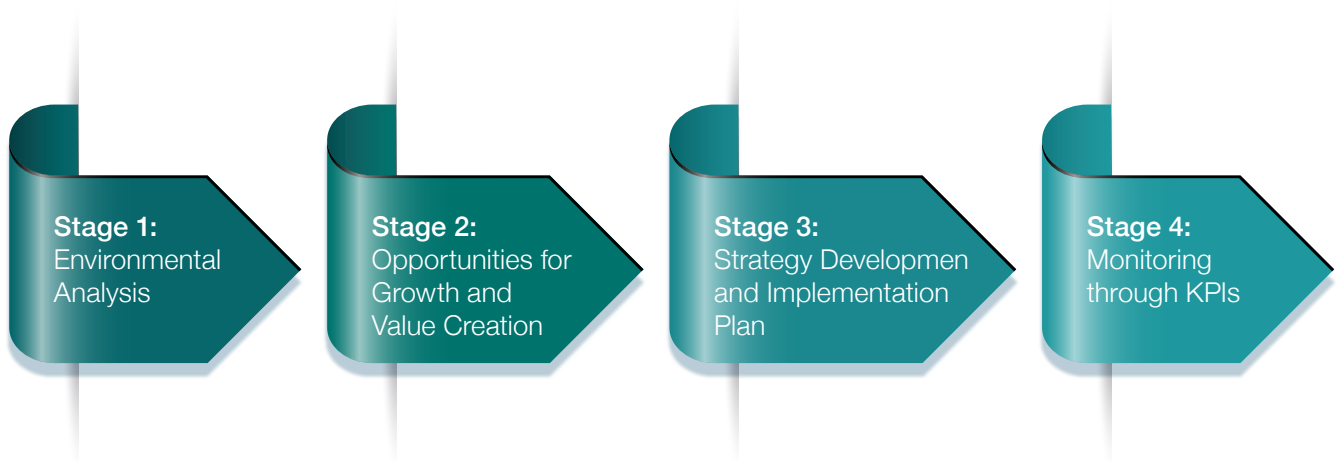 Stage 1:
Environmental
Analysis
Stage 2:
Opportunities for
Growth and
Value Creation
Stage 3:
Strategy Developmen
and Implementation
Plan
Stage 4:
Monitoring
through KPIs